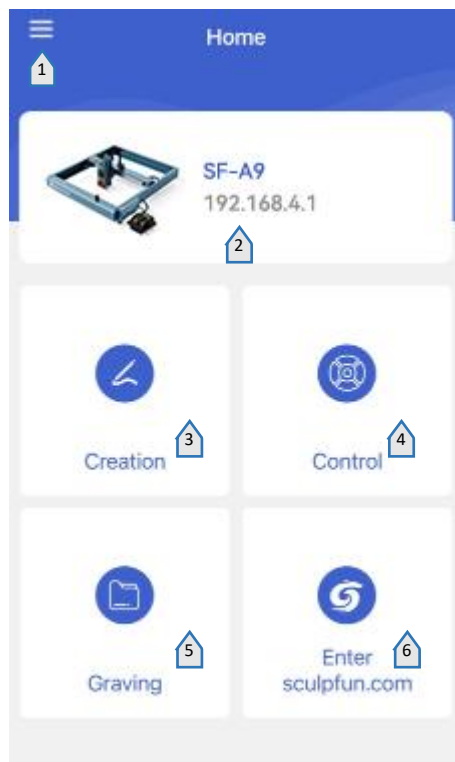 Home
1
SF-A9
192.168.4.1
2
3
Creation
4
Control
5
Graving
6
Enter
sculpfun.com